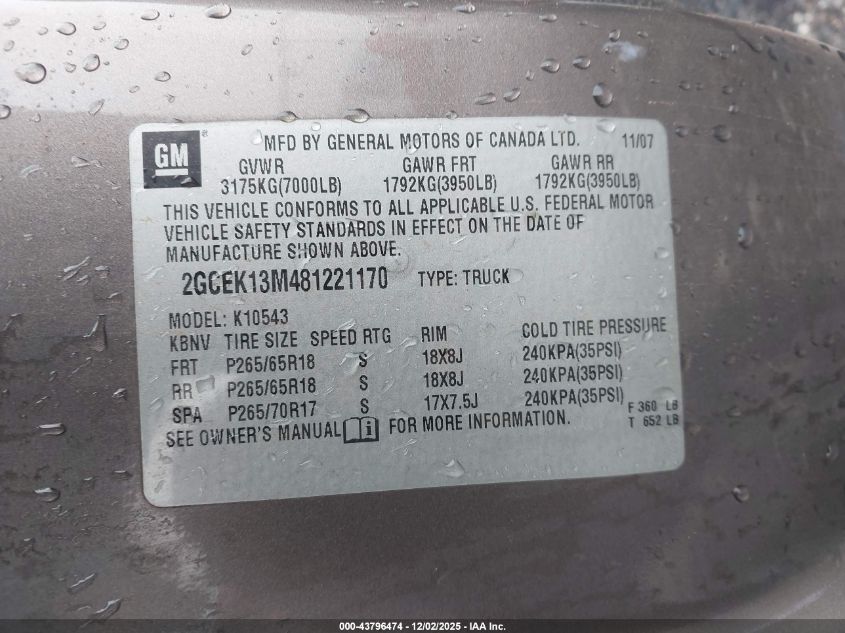 GM
MFD BY GENERAL MOTORS OF CANADA LTD. 11/07
GVWR GAWR FRT GAWR RR
3175KG(7000LB) 1792KG(3950LB) 1792KG(3950LB)
THIS VEHICLE CONFORMS TO ALL APPLICABLE U.S. FEDERAL MOTOR
VEHICLE SAFETY STANDARDS IN EFFECT ON THE DATE OF
MANUFACTURE SHOWN ABOVE.
2GCEK13M481221170 TYPE: TRUCK
MODEL: K10543
KBNV TIRE SIZE SPEED RTG RIM COLD TIRE PRESSURE
FRT P265/65R18 S 18X8J 240KPA(35PSI)
RR P265/65R18 S 18X8J 240KPA(35PSI)
SPA P265/70R17 S 17X7.5J 240KPA(35PSI) F 360 LB
T 652 LB
SEE OWNER'S MANUAL i FOR MORE INFORMATION.
000-43796474 - 12/02/2025 - IAA Inc.